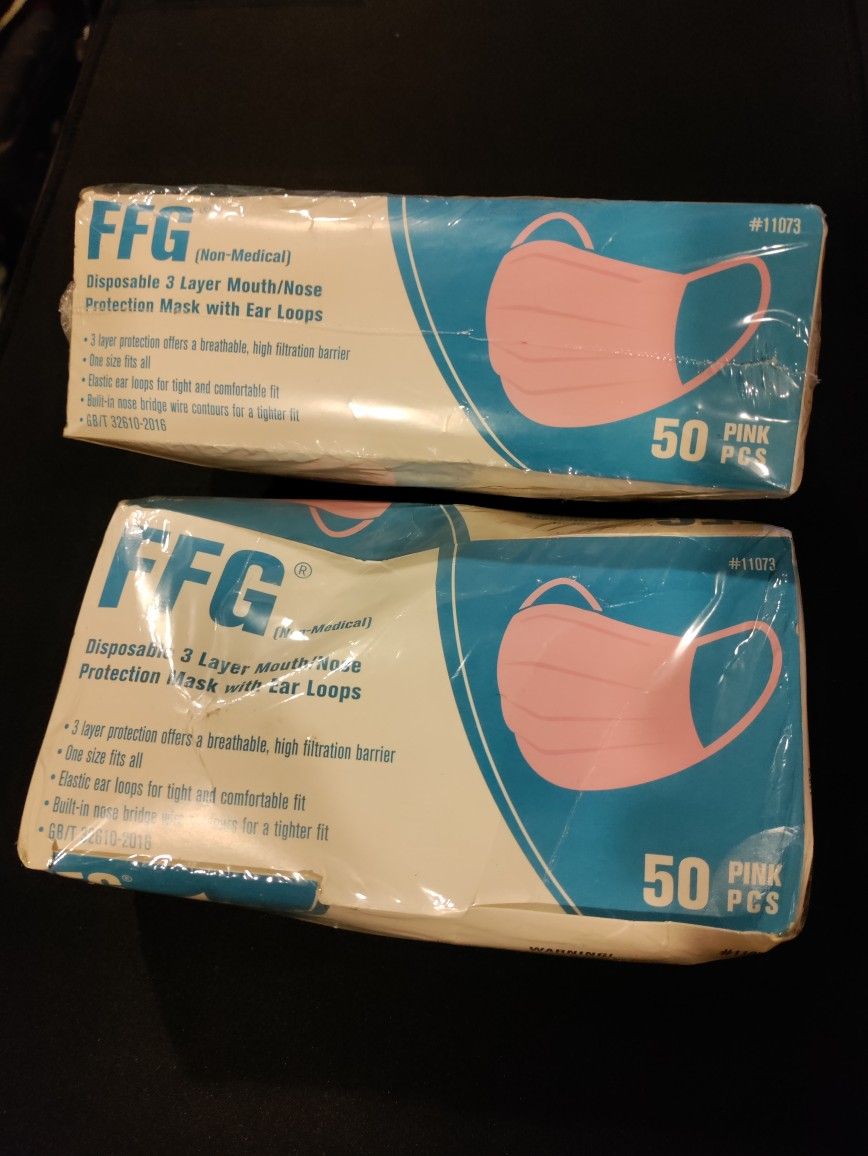 FFG
(Non-Medical)
#11073
Disposable 3 Layer Mouth/Nose
Protection Mask with Ear Loops
• 3 layer protection offers a breathable, high filtration barrier
• One size fits all
• Elastic ear loops for tight and comfortable fit
• Built-in nose bridge wire contours for a tighter fit
• GB/T 32610-2016
50 PINK
PCS
FFG®
(Non-Medical)
#11073
Disposable 3 Layer Mouth/Nose
Protection Mask with Ear Loops
• 3 layer protection offers a breathable, high filtration barrier
• One size fits all
• Elastic ear loops for tight and comfortable fit
• Built-in nose bridge wire contours for a tighter fit
• GB/T 32610-2016
50 PINK
PCS
WARNING!